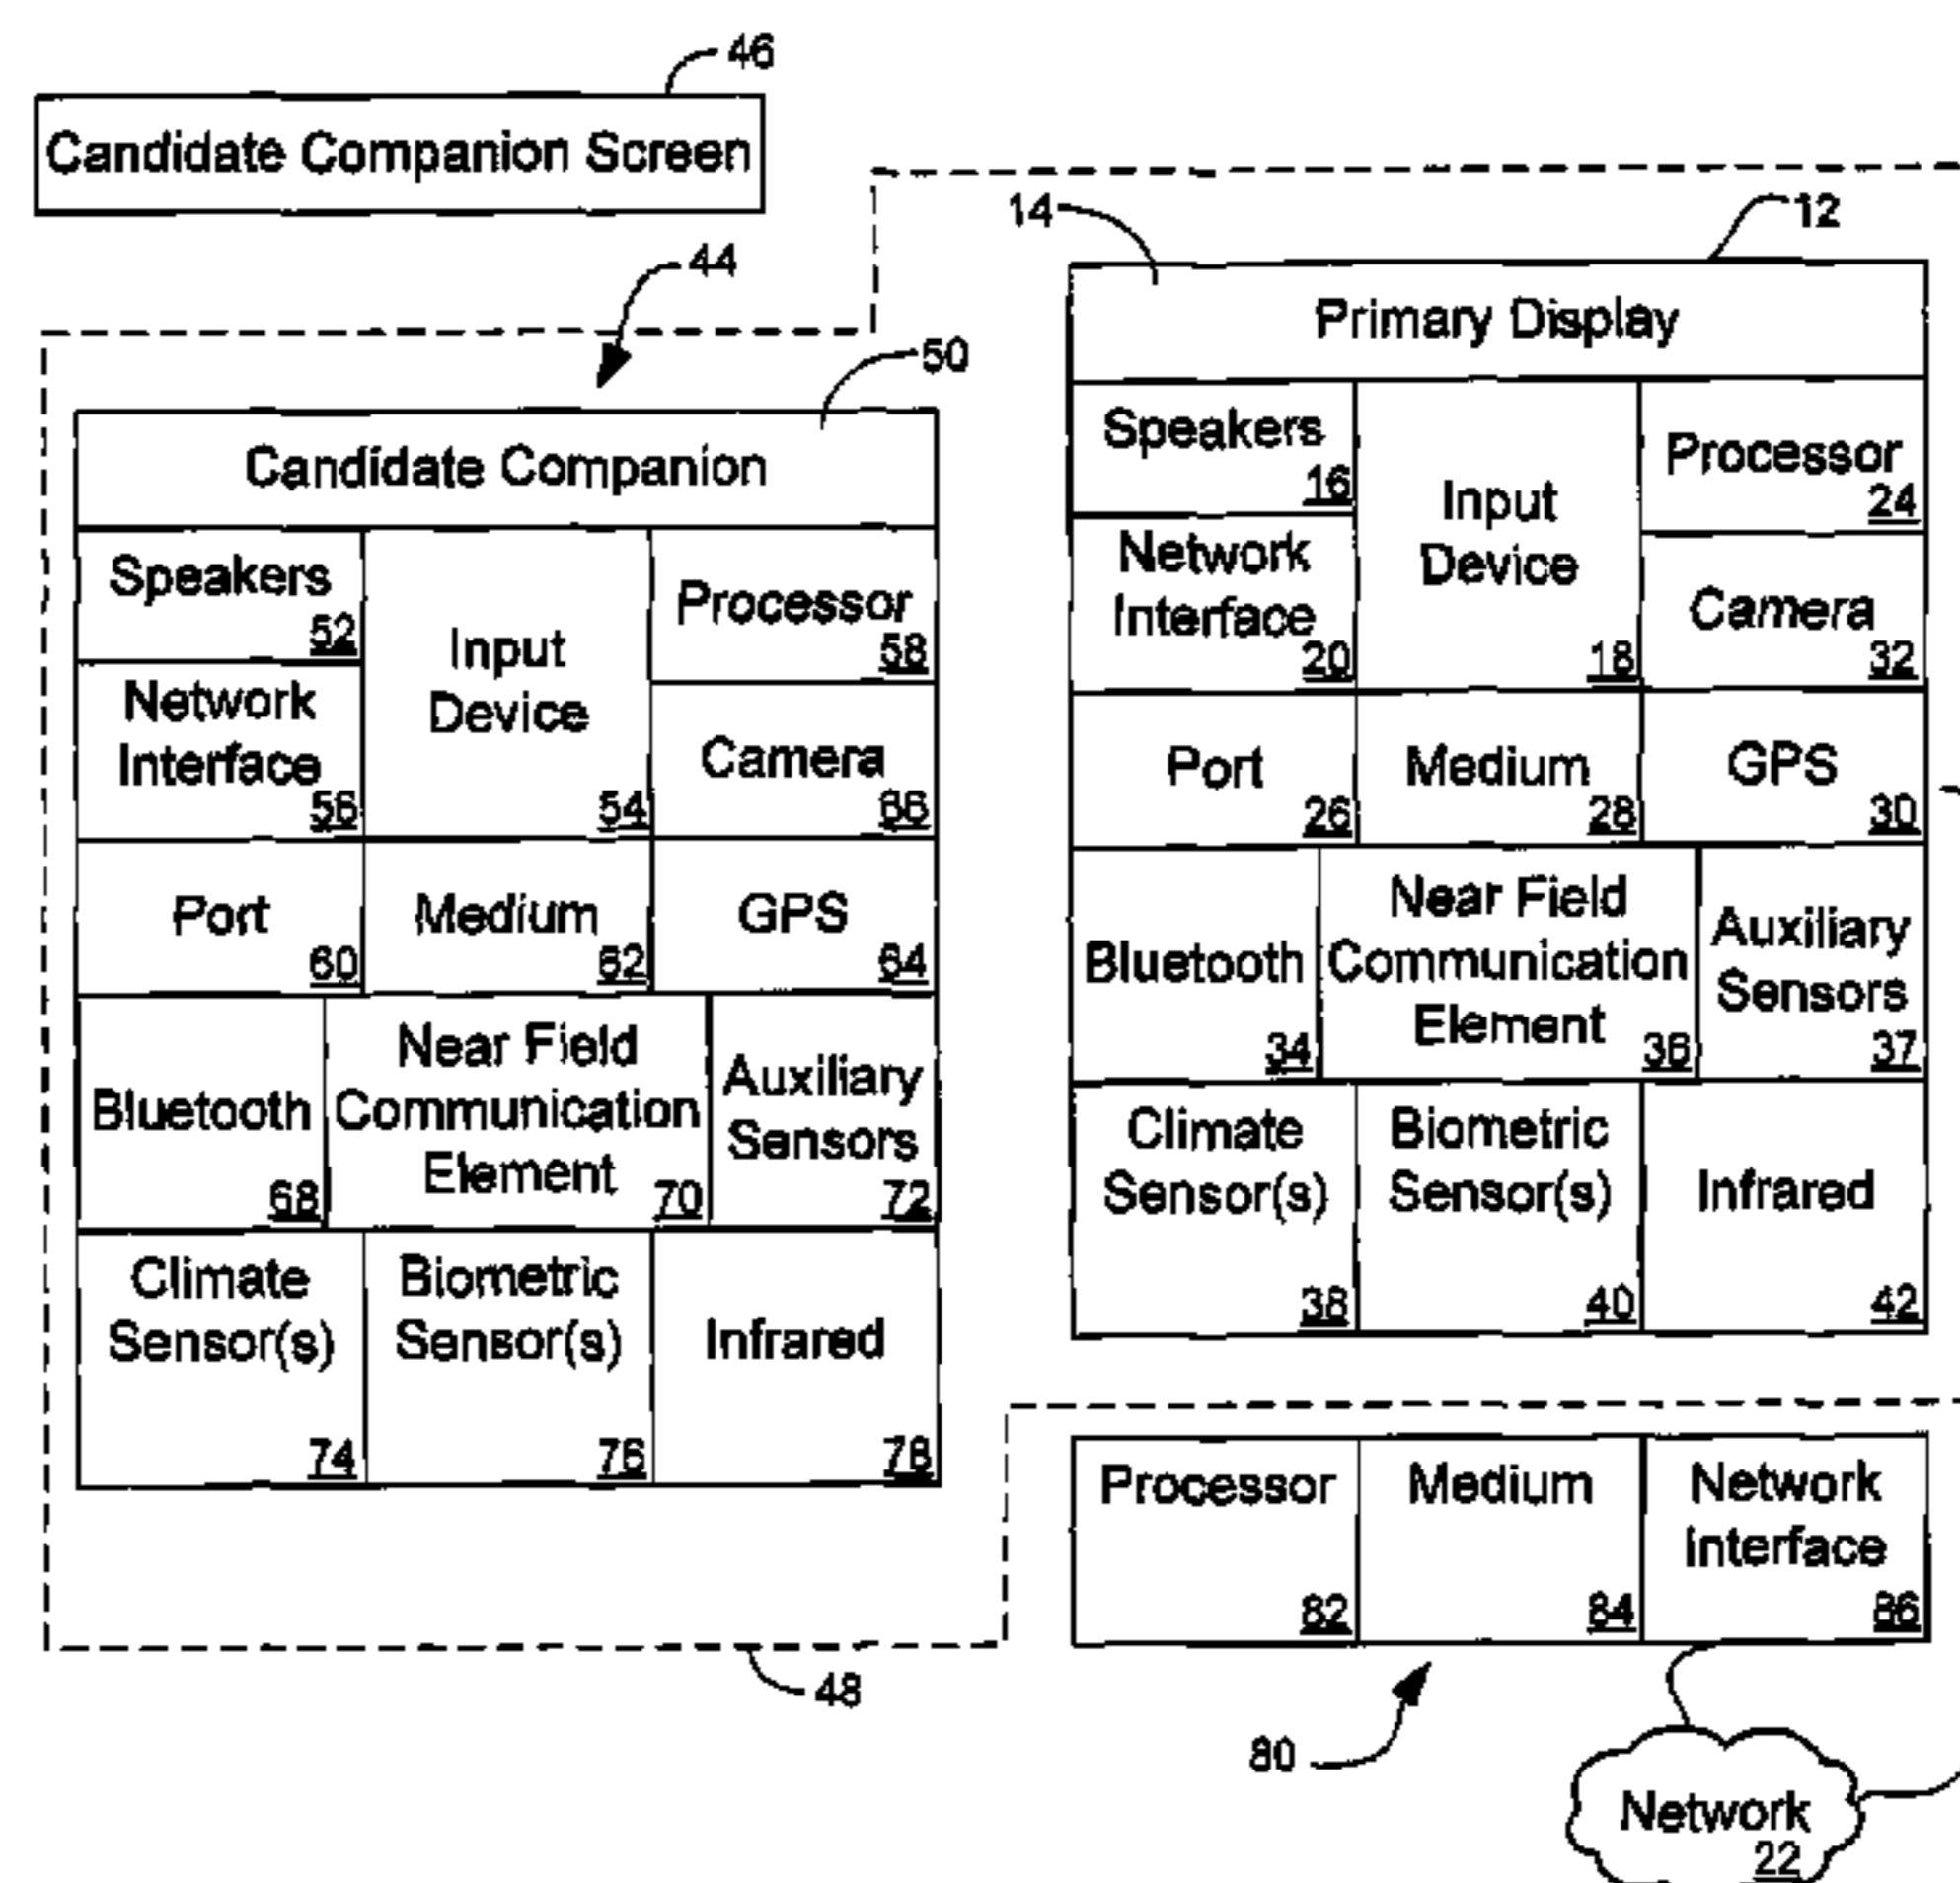 46
Candidate Companion Screen
44
50
Candidate Companion
Speakers
52
Input
Device
54
Processor
58
Network
Interface
56
Camera
66
Port
60
Medium
62
GPS
64
Bluetooth
68
Near Field
Communication
Element
70
Auxiliary
Sensors
72
Climate
Sensor(s)
74
Biometric
Sensor(s)
76
Infrared
78
48
14
12
Primary Display
Speakers
16
Input
Device
18
Processor
24
Network
Interface
20
Camera
32
Port
26
Medium
28
GPS
30
Bluetooth
34
Near Field
Communication
Element
36
Auxiliary
Sensors
37
Climate
Sensor(s)
38
Biometric
Sensor(s)
40
Infrared
42
Processor
82
Medium
84
Network
Interface
86
80
Network
22